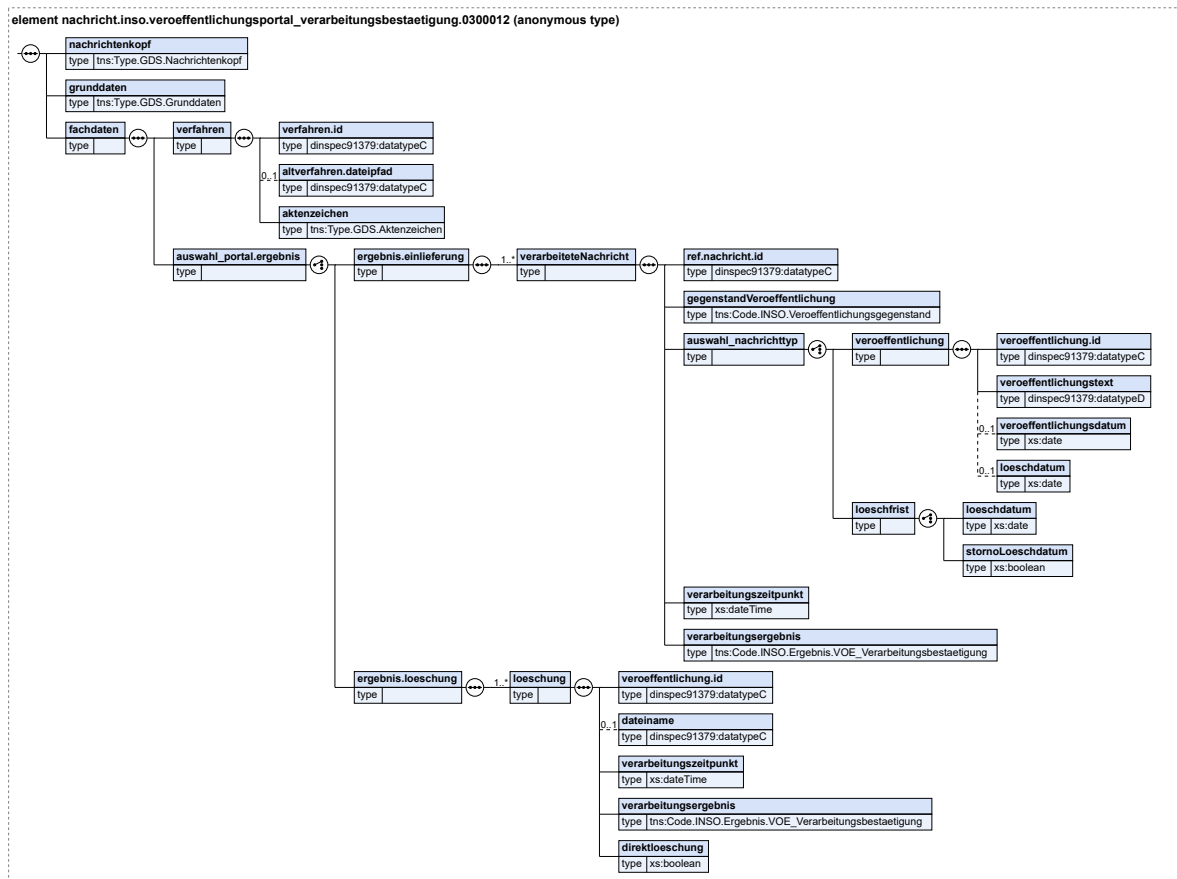 element nachricht.inso.veroeffentlichungsportal_verarbeitungsbestaetigung.0300012 (anonymous type)
nachrichtenkopf
type tns:Type.GDS.Nachrichtenkopf
grunddaten
type tns:Type.GDS.Grunddaten
fachdaten
type
verfahren
type
verfahren.id
type dinspec91379:datatypeC
0..1
altverfahren.dateipfad
type dinspec91379:datatypeC
aktenzeichen
type tns:Type.GDS.Aktenzeichen
auswahl_portal.ergebnis
type
ergebnis.einlieferung
type
1..*
verarbeiteteNachricht
type
ref.nachricht.id
type dinspec91379:datatypeC
gegenstandVeroeffentlichung
type tns:Code.INSO.Veroeffentlichungsgegenstand
auswahl_nachrichttyp
type
veroeffentlichung
type
veroeffentlichung.id
type dinspec91379:datatypeC
veroeffentlichungstext
type dinspec91379:datatypeD
0..1
veroeffentlichungsdatum
type xs:date
0..1
loeschdatum
type xs:date
loeschfrist
type
loeschdatum
type xs:date
stornoLoeschdatum
type xs:boolean
verarbeitungszeitpunkt
type xs:dateTime
verarbeitungsergebnis
type tns:Code.INSO.Ergebnis.VOE_Verarbeitungsbestaetigung
ergebnis.loeschung
type
1..*
loeschung
type
veroeffentlichung.id
type dinspec91379:datatypeC
0..1
dateiname
type dinspec91379:datatypeC
verarbeitungszeitpunkt
type xs:dateTime
verarbeitungsergebnis
type tns:Code.INSO.Ergebnis.VOE_Verarbeitungsbestaetigung
direktloeschung
type xs:boolean